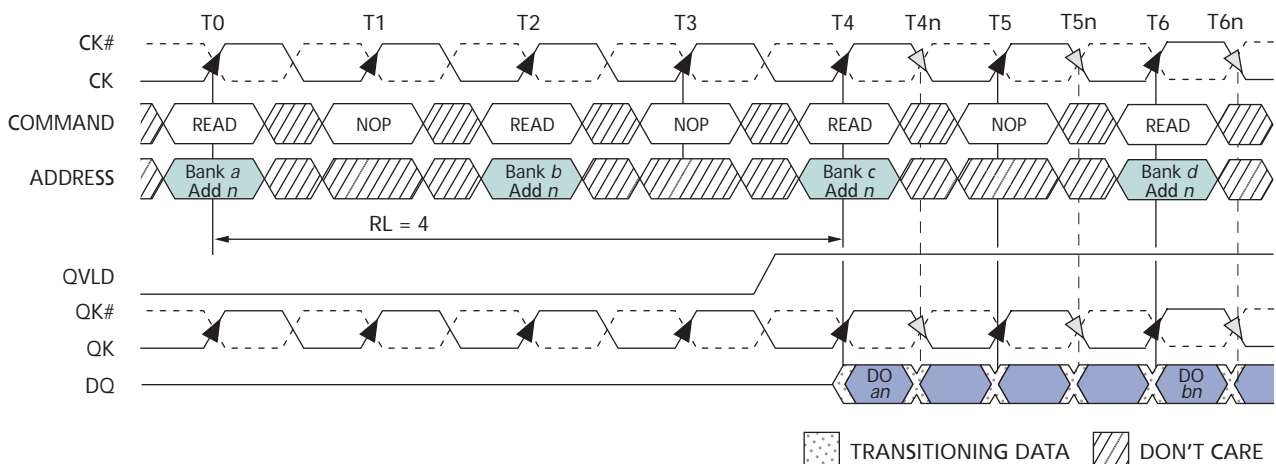 T0 T1 T2 T3 T4 T4n T5 T5n T6 T6n
CK#
CK
COMMAND READ NOP READ NOP READ NOP READ
ADDRESS Bank a Add n Bank b Add n Bank c Add n Bank d Add n
RL = 4
QVLD
QK#
QK
DQ DO an DO bn
TRANSITIONING DATA DON'T CARE